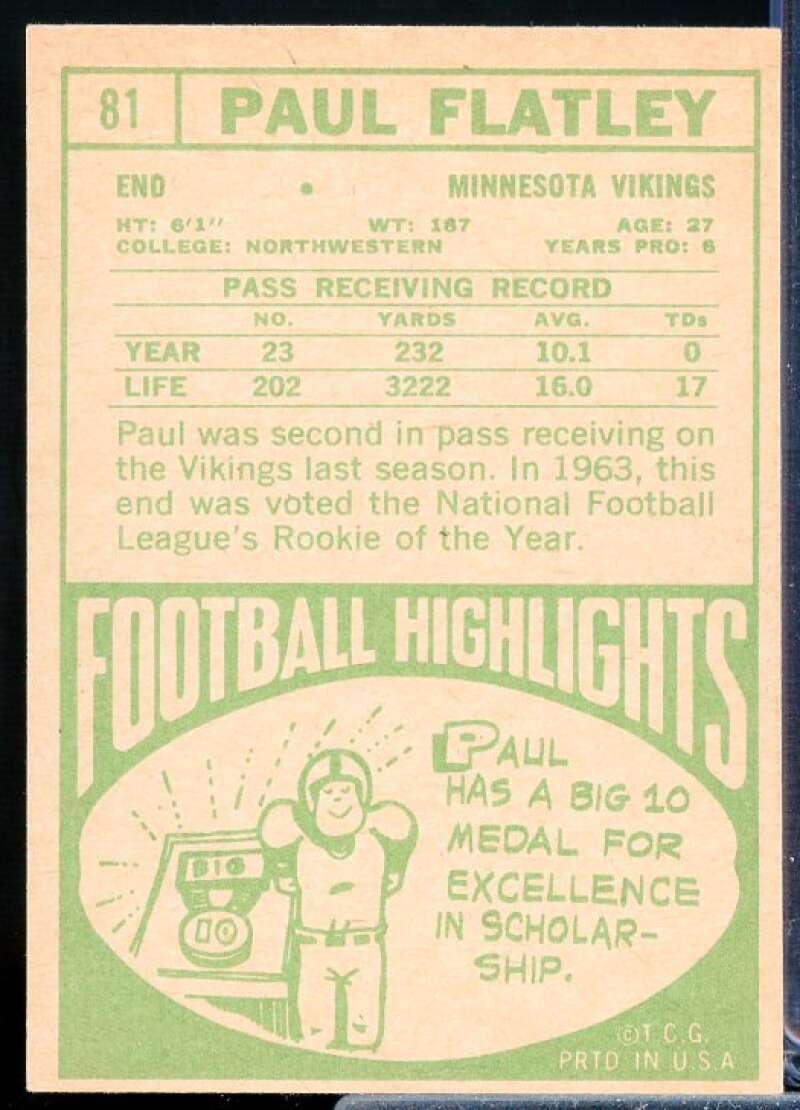 81 PAUL FLATLEY
END • MINNESOTA VIKINGS
HT: 6'1" WT: 187 AGE: 27
COLLEGE: NORTHWESTERN YEARS PRO: 6
PASS RECEIVING RECORD
NO. YARDS AVG. TDs
YEAR 23 232 10.1 0
LIFE 202 3222 16.0 17
Paul was second in pass receiving on
the Vikings last season. In 1963, this
end was voted the National Football
League's Rookie of the Year.
FOOTBALL HIGHLIGHTS
PAUL
HAS A BIG 10
MEDAL FOR
EXCELLENCE
IN SCHOLAR-
SHIP.
BIG
10
©T.C.G.
PRTD IN U.S.A